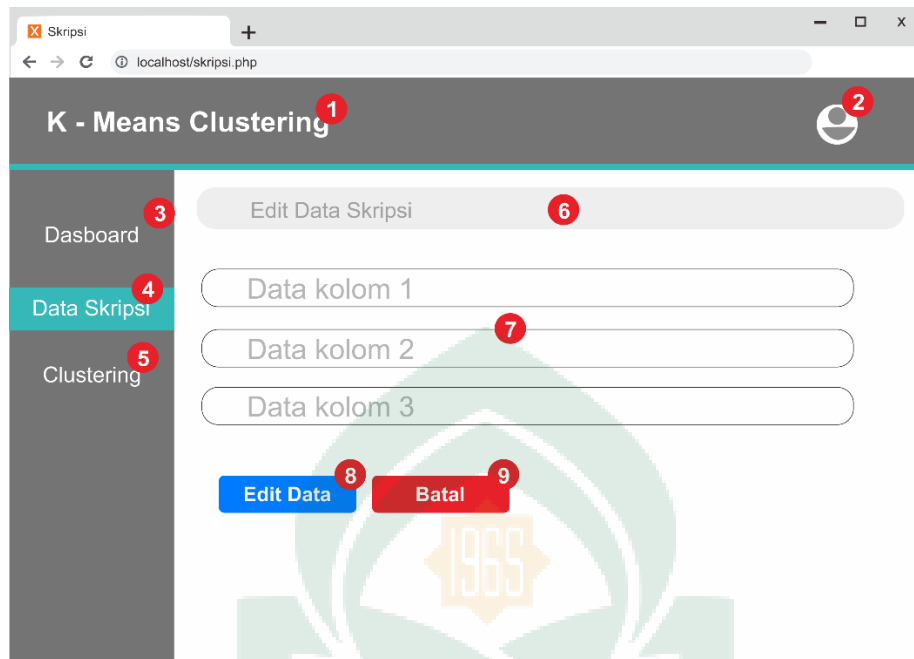 X Skripsi + X
localhost/skripsi.php
K - Means Clustering 1 2
3
Dasboard
4
Data Skripsi
5
Clustering
Edit Data Skripsi 6
Data kolom 1
7
Data kolom 2
Data kolom 3
8 9
Edit Data Batal
1965